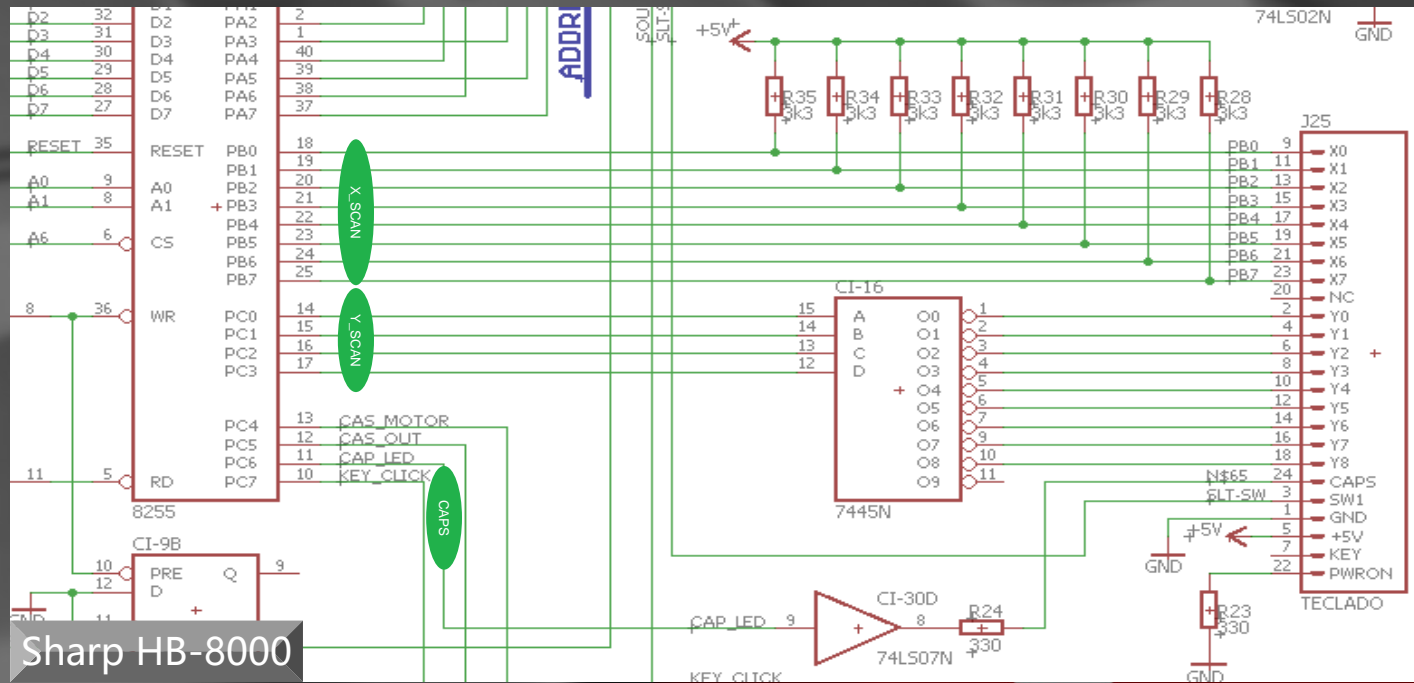 D2 32 D2 PA2 2
D3 31 D3 PA3 1
D4 30 D4 PA4 40
D5 29 D5 PA5 39
D6 28 D6 PA6 38
D7 27 D7 PA7 37
RESET 35 RESET PB0 18
PB1 19
A0 9 A0 PB2 20
A1 8 A1 PB3 21
PB4 22
A6 6 CS PB5 23
PB6 24
PB7 25
8 36 WR PC0 14
PC1 15
PC2 16
PC3 17
PC4 13 CAS_MOTOR
PC5 12 CAS_OUT
PC6 11 CAP_LED
11 5 RD PC7 10 KEY_CLICK
8255
X_SCAN
Y_SCAN
CAPS
ADDR
SLT-S
+5V
R35 R34 R33 R32 R31 R30 R29 R28
3k3 3k3 3k3 3k3 3k3 3k3 3k3 3k3
74LS02N
GND
CI-16
15 A O0 1
14 B O1 2
13 C O2 3
12 D O3 4
O4 5
O5 6
O6 7
O7 9
O8 10
O9 11
7445N
J25
PB0 9 X0
PB1 11 X1
PB2 13 X2
PB3 15 X3
PB4 17 X4
PB5 19 X5
PB6 21 X6
PB7 23 X7
20 NC
2 Y0
4 Y1
6 Y2
8 Y3
10 Y4
12 Y5
14 Y6
16 Y7
18 Y8
N$65 24 CAPS
SLT-SW 3 SW1
1 GND
+5V 5 +5V
GND 7 KEY
22 PWRON
TECLADO
R23
330
GND
CI-9B
10 PRE Q 9
12 D
11
GND
CAP_LED 9 CI-30D 8 R24
74LS07N 330
KEY_CLICK
Sharp HB-8000